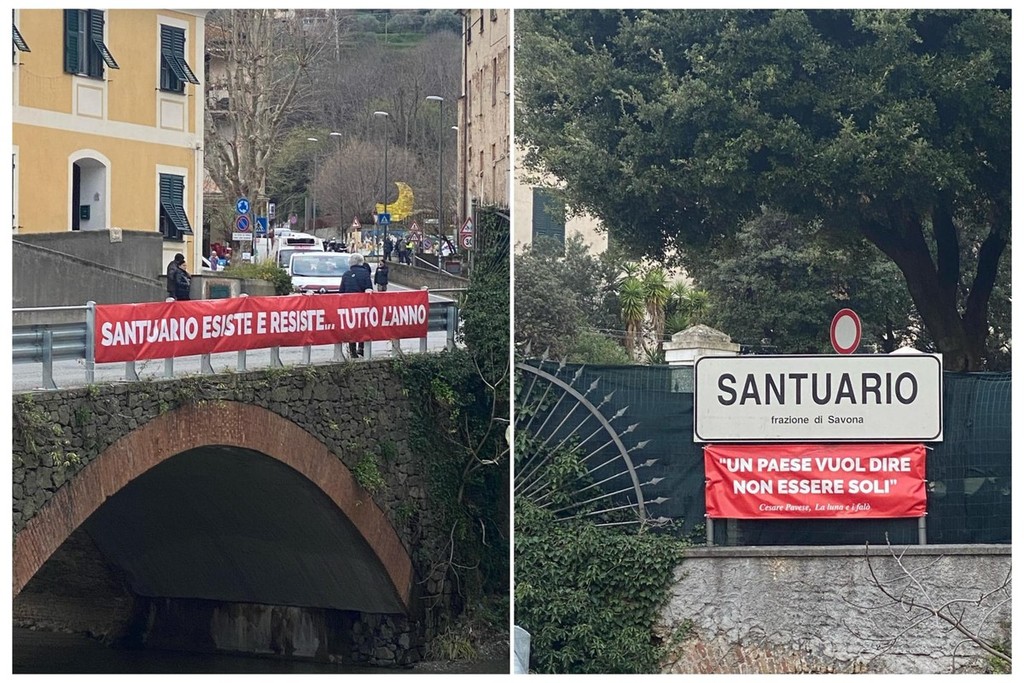 SANTUARIO ESISTE E RESISTE... TUTTO L'ANNO
SANTUARIO
frazione di Savona
"UN PAESE VUOL DIRE
NON ESSERE SOLI"
Cesare Pavese, La luna e i falò